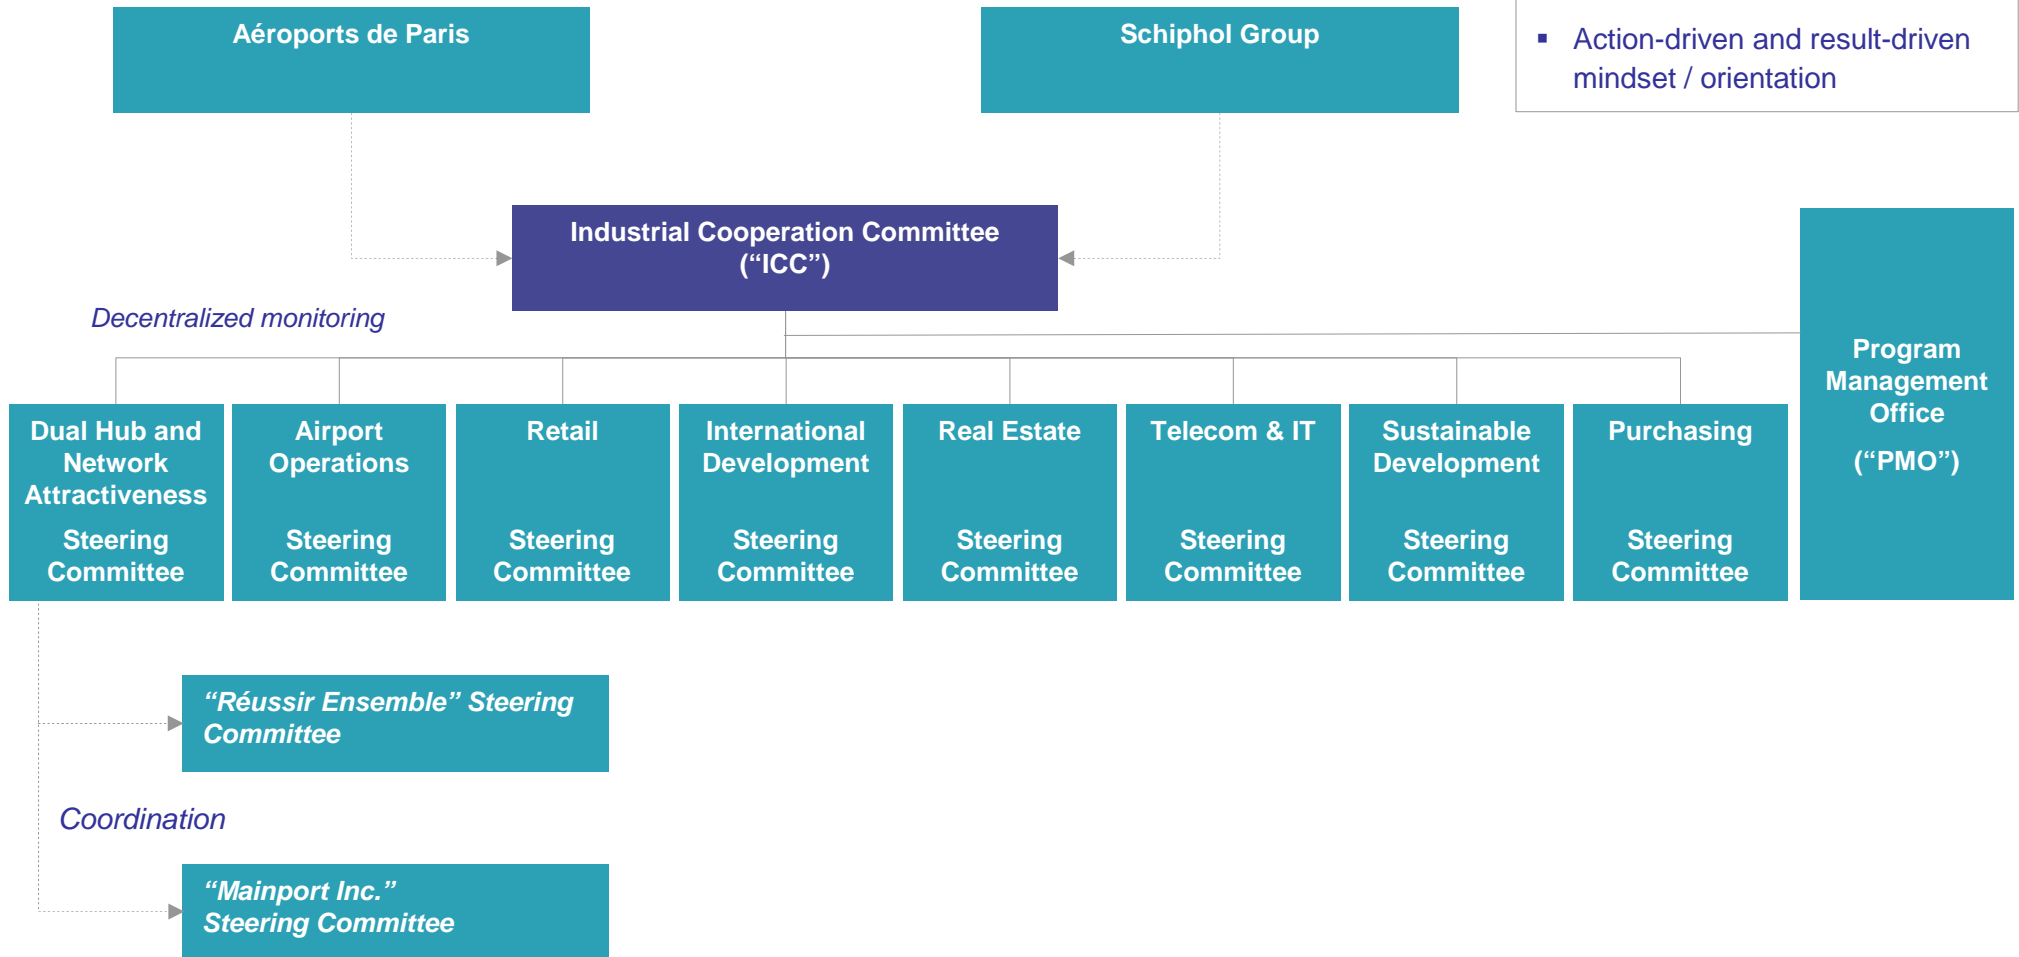 Aéroports de Paris
Schiphol Group
▪ Action-driven and result-driven
mindset / orientation
Industrial Cooperation Committee
(“ICC”)
Decentralized monitoring
Dual Hub and
Network
Attractiveness
Steering
Committee
Airport
Operations
Steering
Committee
Retail
Steering
Committee
International
Development
Steering
Committee
Real Estate
Steering
Committee
Telecom & IT
Steering
Committee
Sustainable
Development
Steering
Committee
Purchasing
Steering
Committee
Program
Management
Office
(“PMO”)
“Réussir Ensemble” Steering
Committee
Coordination
“Mainport Inc.”
Steering Committee